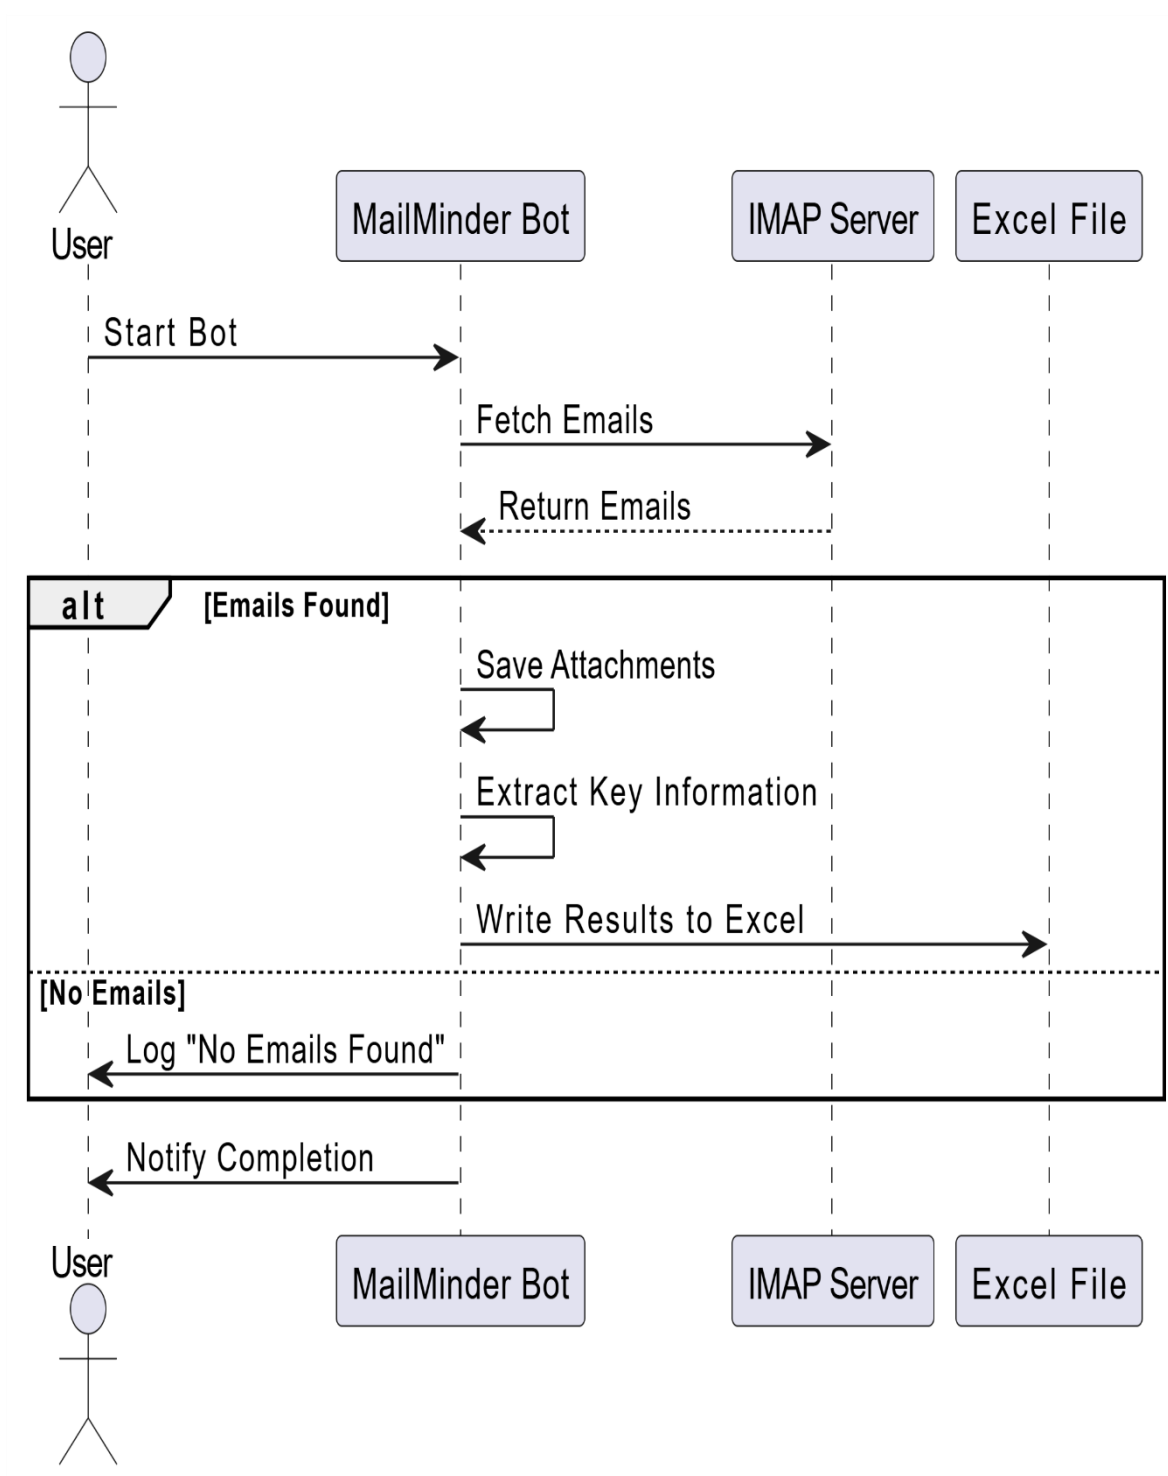 User
MailMinder Bot
IMAP Server
Excel File
Start Bot
Fetch Emails
Return Emails
alt
[Emails Found]
Save Attachments
Extract Key Information
Write Results to Excel
[No Emails]
Log "No Emails Found"
Notify Completion
User
MailMinder Bot
IMAP Server
Excel File